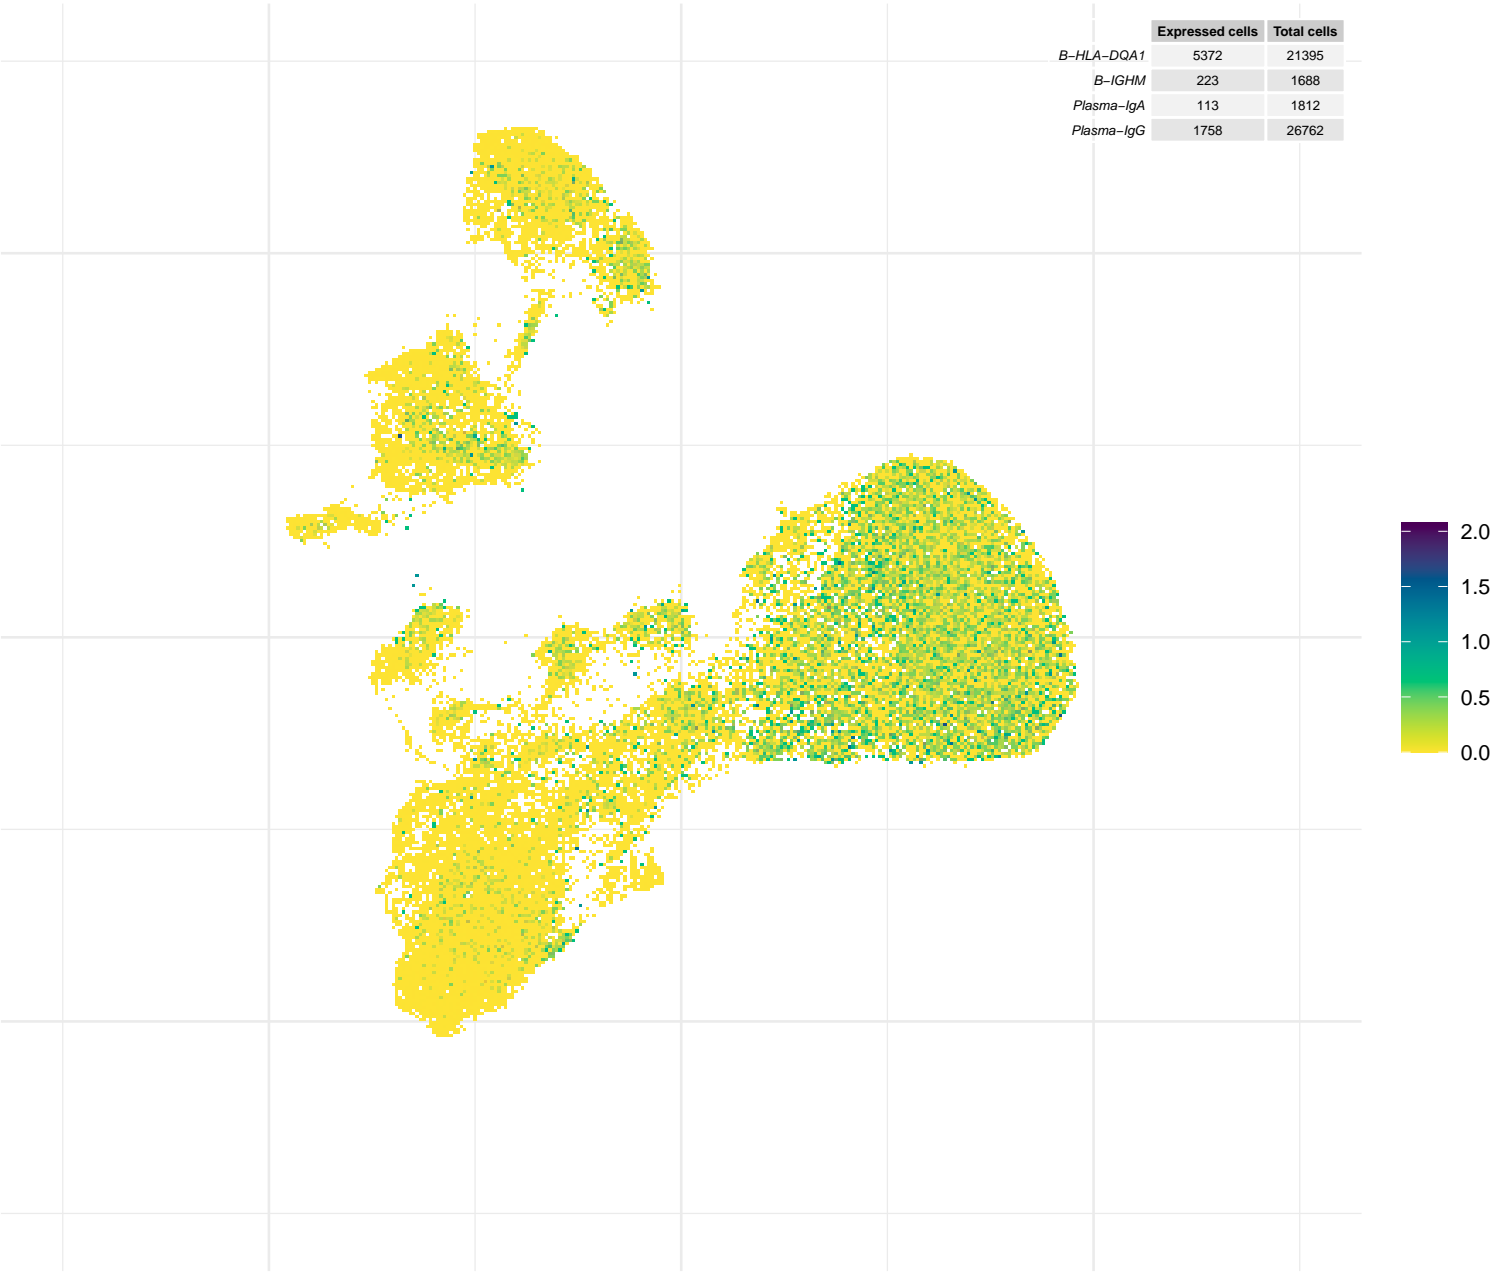 Expressed cells Total cells
B−HLA−DQA1 5372 21395
B−IGHM 223 1688
Plasma−IgA 113 1812
Plasma−IgG 1758 26762
2.0
1.5
1.0
0.5
0.0